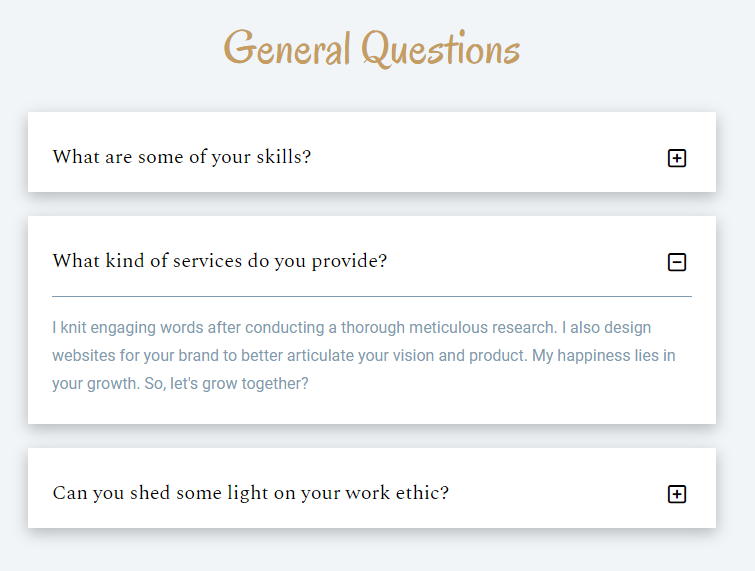 General Questions
What are some of your skills?
What kind of services do you provide?
I knit engaging words after conducting a thorough meticulous research. I also design
websites for your brand to better articulate your vision and product. My happiness lies in
your growth. So, let's grow together?
Can you shed some light on your work ethic?